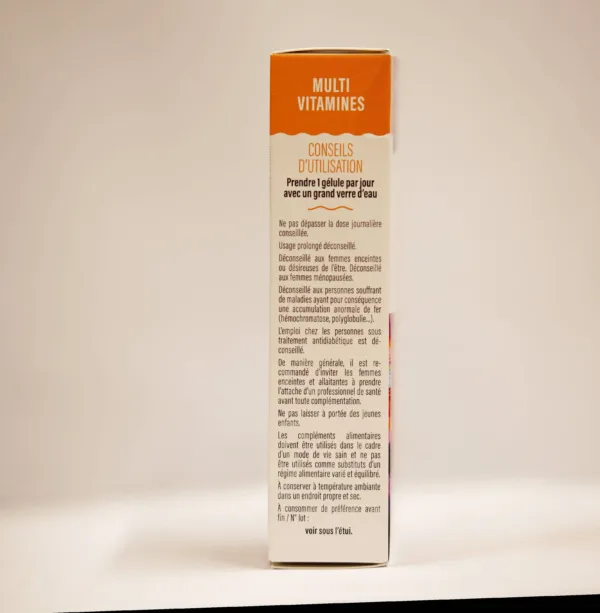 MULTI
VITAMINES
CONSEILS
D'UTILISATION
Prendre 1 gélule par jour
avec un grand verre d'eau
Ne pas dépasser la dose journalière
conseillée.
Usage prolongé déconseillé.
Déconseillé aux femmes enceintes
ou désireuses de l'être. Déconseillé
aux femmes ménopausées.
Déconseillé aux personnes souffrant
de maladies ayant pour conséquence
une accumulation anormale de fer
(hémochromatose, polyglobulie...).
L'emploi chez les personnes sous
traitement antidiabétique est dé-
conseillé.
De manière générale, il est re-
commandé d'inviter les femmes
enceintes et allaitantes à prendre
l'attache d'un professionnel de santé
avant toute complémentation.
Ne pas laisser à portée des jeunes
enfants.
Les compléments alimentaires
doivent être utilisés dans le cadre
d'un mode de vie sain et ne pas
être utilisés comme substituts d'un
régime alimentaire varié et équilibré.
À conserver à température ambiante
dans un endroit propre et sec.
À consommer de préférence avant
fin / N° lot :
voir sous l'étui.